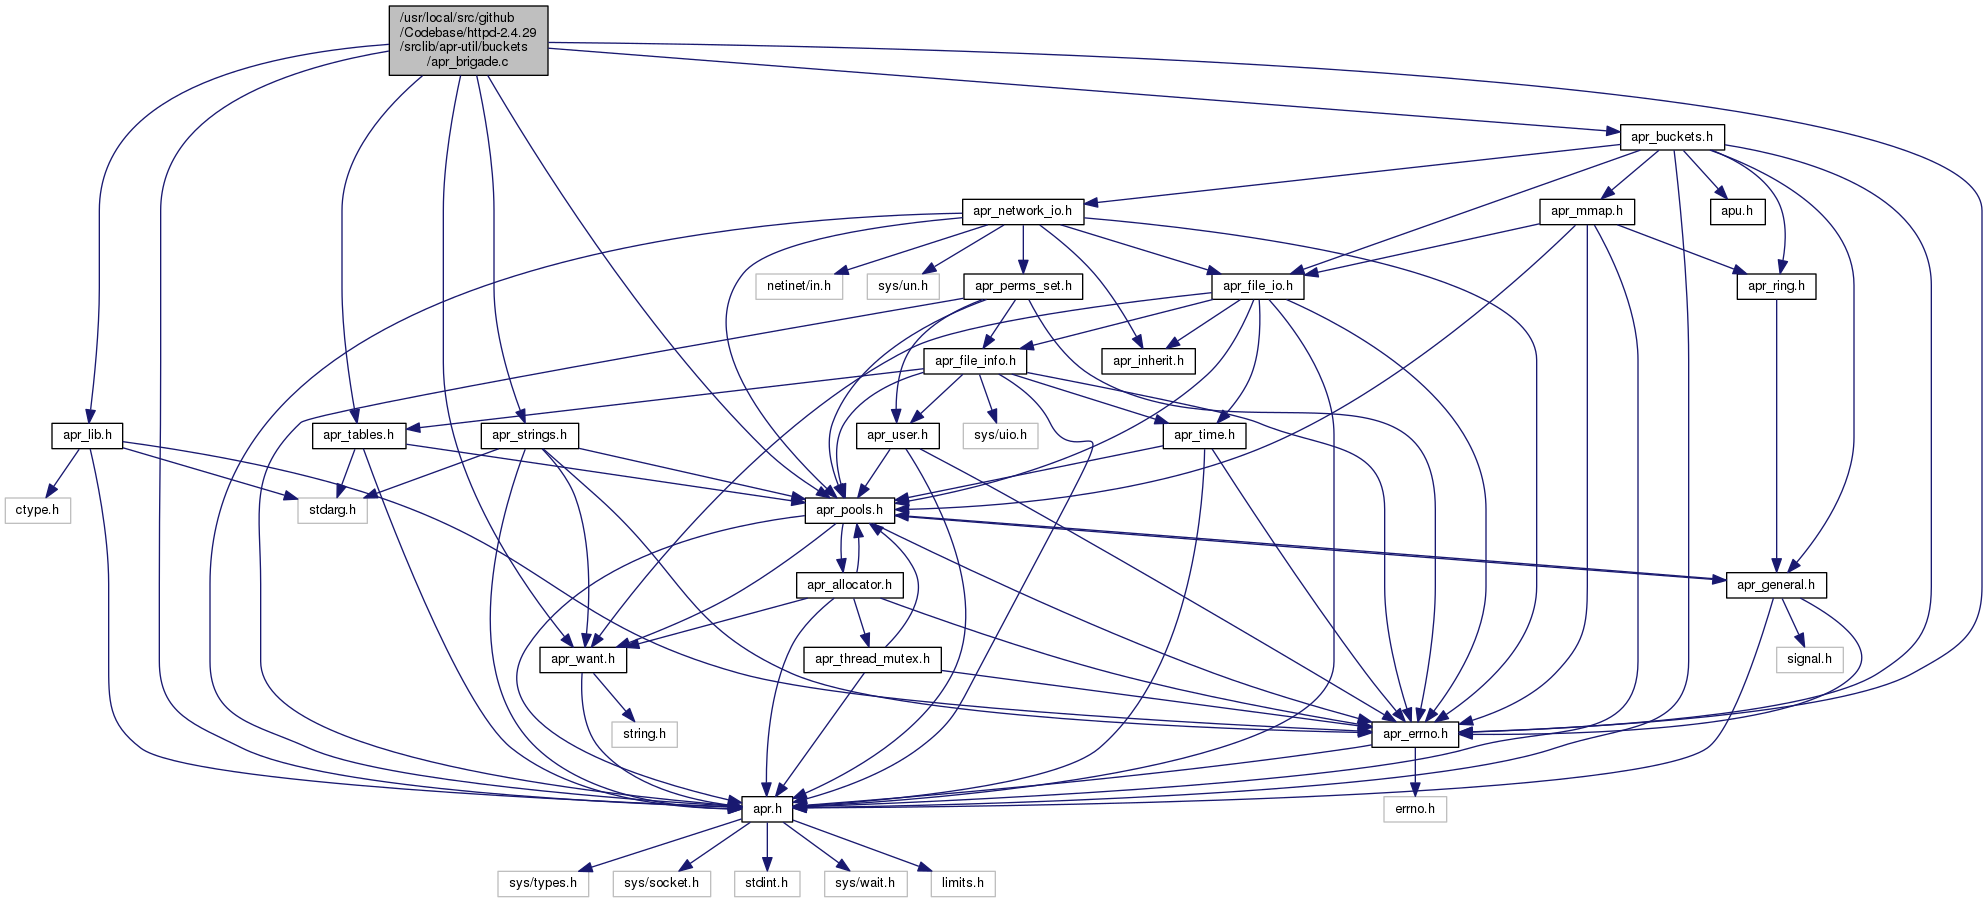 /usr/local/src/github
/Codebase/httpd-2.4.29
/srclib/apr-util/buckets
/apr_brigade.c
apr_buckets.h
apr_network_io.h
apr_mmap.h
apu.h
netinet/in.h
sys/un.h
apr_perms_set.h
apr_file_io.h
apr_ring.h
apr_file_info.h
apr_inherit.h
apr_lib.h
apr_tables.h
apr_strings.h
apr_user.h
sys/uio.h
apr_time.h
ctype.h
stdarg.h
apr_pools.h
apr_allocator.h
apr_general.h
apr_want.h
apr_thread_mutex.h
signal.h
string.h
apr_errno.h
apr.h
errno.h
sys/types.h
sys/socket.h
stdint.h
sys/wait.h
limits.h